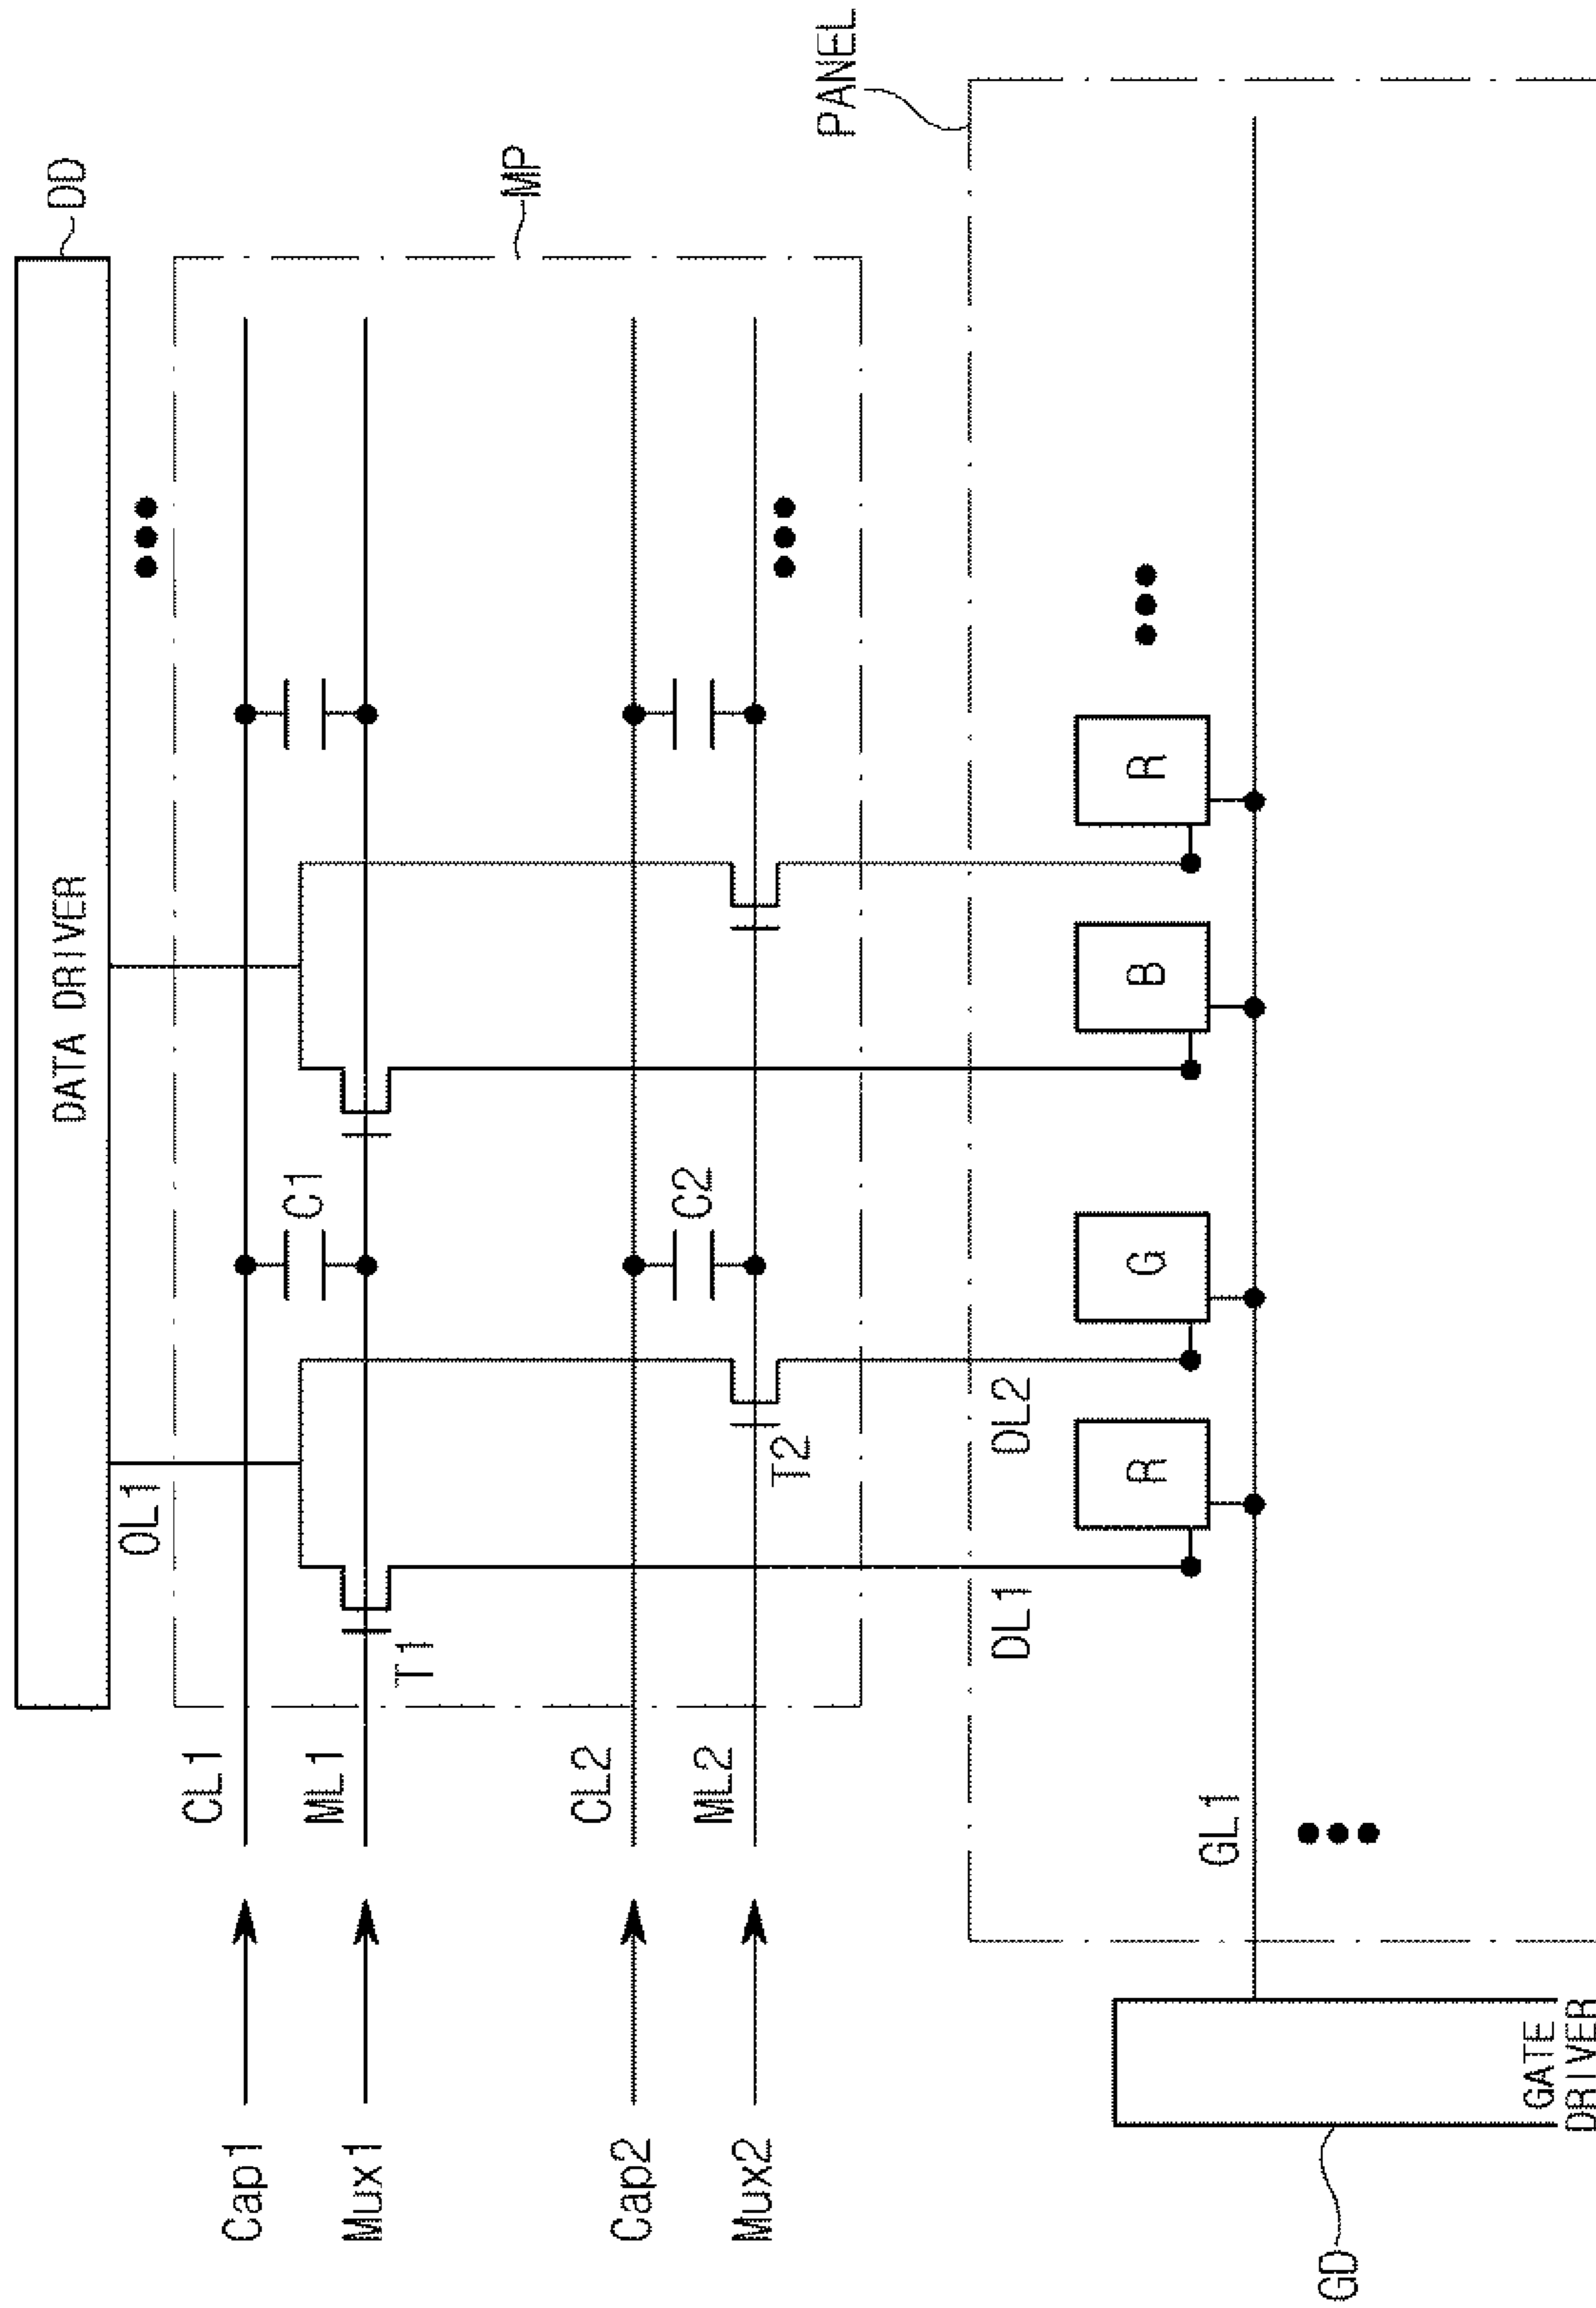 DATA DRIVER
DD
OL1
Cap1
CL1
C1
Mux1
ML1
T1
MP
Cap2
CL2
C2
Mux2
ML2
T2
PANEL
DL1
DL2
R
G
B
R
GL1
GATE
DRIVER
GD